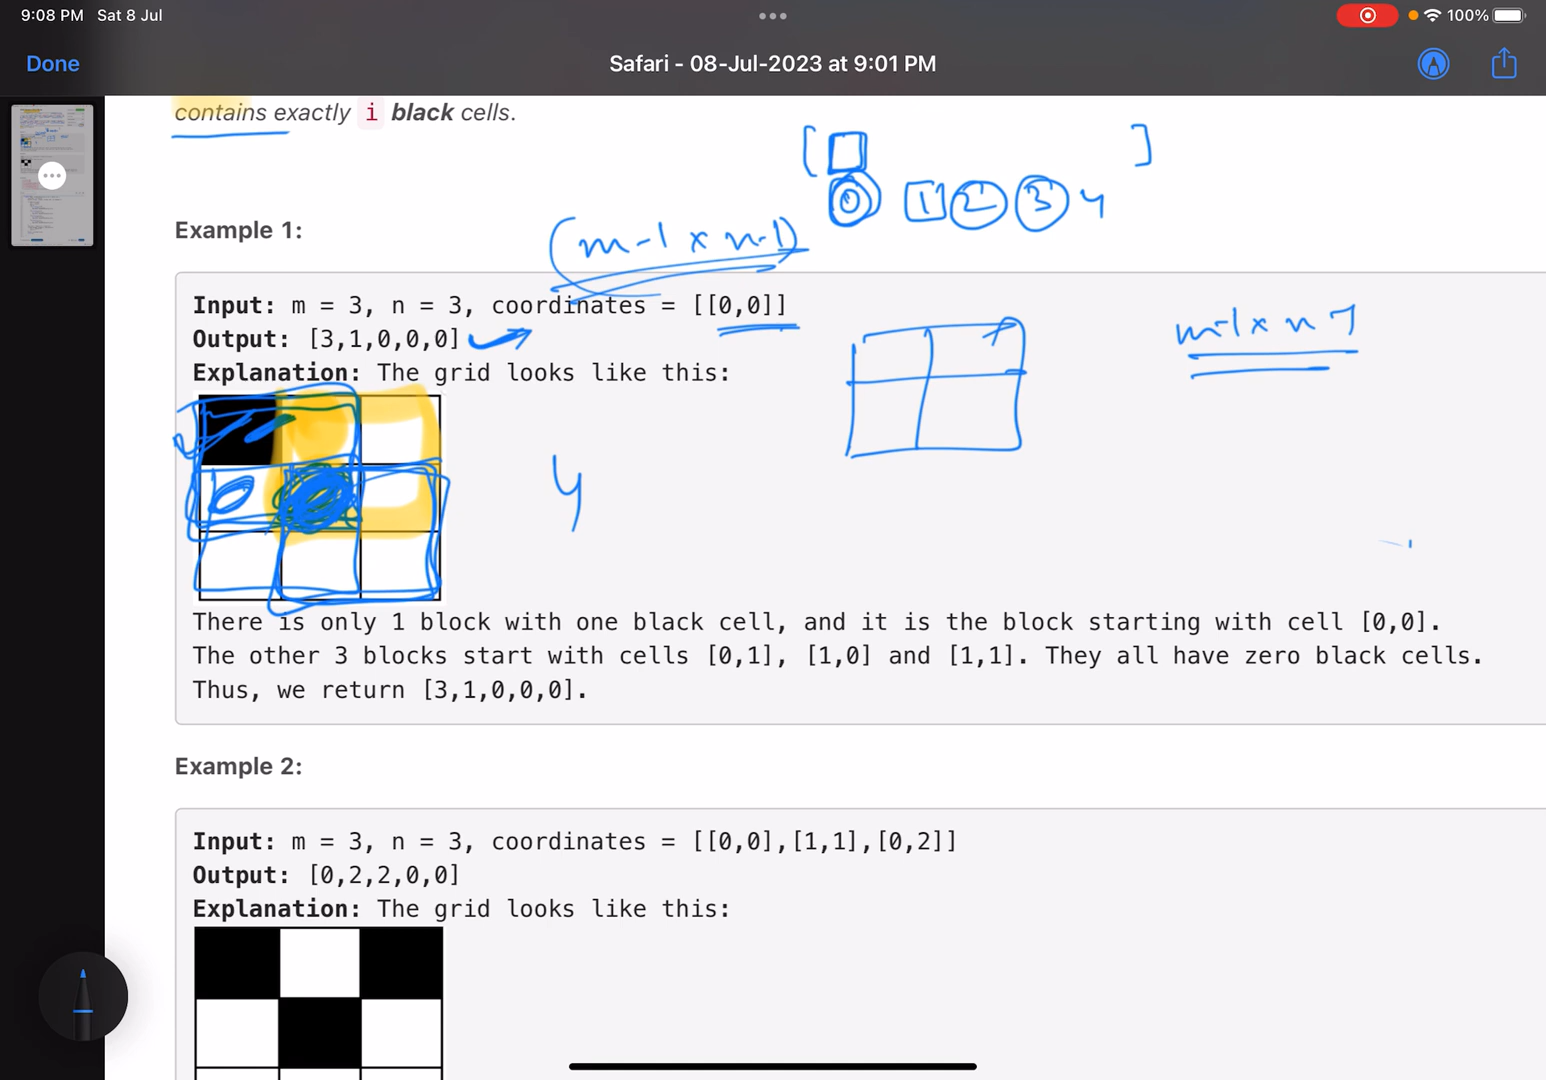 9:08 PM Sat 8 Jul
100%
Done
Safari - 08-Jul-2023 at 9:01 PM
contains exactly i black cells.
[ ]
0 1 2 3 4
Example 1:
(m-1 x n-1)
Input: m = 3, n = 3, coordinates = [[0,0]]
m-1 x n-1
Output: [3,1,0,0,0]
Explanation: The grid looks like this:
4
There is only 1 block with one black cell, and it is the block starting with cell [0,0].
The other 3 blocks start with cells [0,1], [1,0] and [1,1]. They all have zero black cells.
Thus, we return [3,1,0,0,0].
Example 2:
Input: m = 3, n = 3, coordinates = [[0,0],[1,1],[0,2]]
Output: [0,2,2,0,0]
Explanation: The grid looks like this: